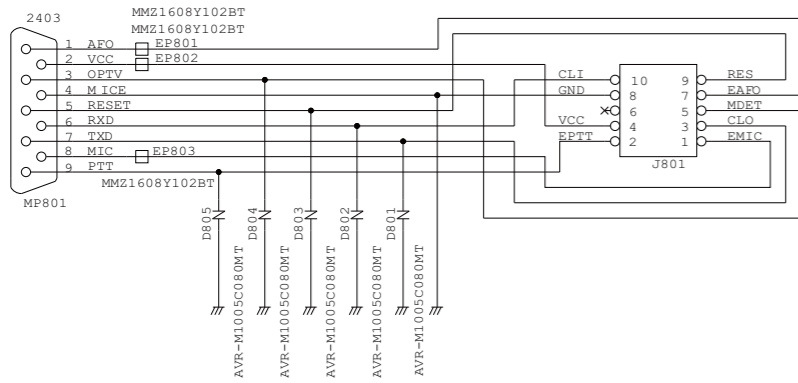 MMZ1608Y102BT
2403
MMZ1608Y102BT
1 AFO EP801
2 VCC EP802
3 OPTV
4 MICE
5 RESET
6 RXD
7 TXD
8 MIC EP803
9 PTT
MP801
MMZ1608Y102BT
CLI 10 9 RES
GND 8 7 EAFO
6 5 MDET
VCC 4 3 CLO
EPTT 2 1 EMIC
J801
D805
D804
D803
D802
D801
AVR-M1005C080MT
AVR-M1005C080MT
AVR-M1005C080MT
AVR-M1005C080MT
AVR-M1005C080MT